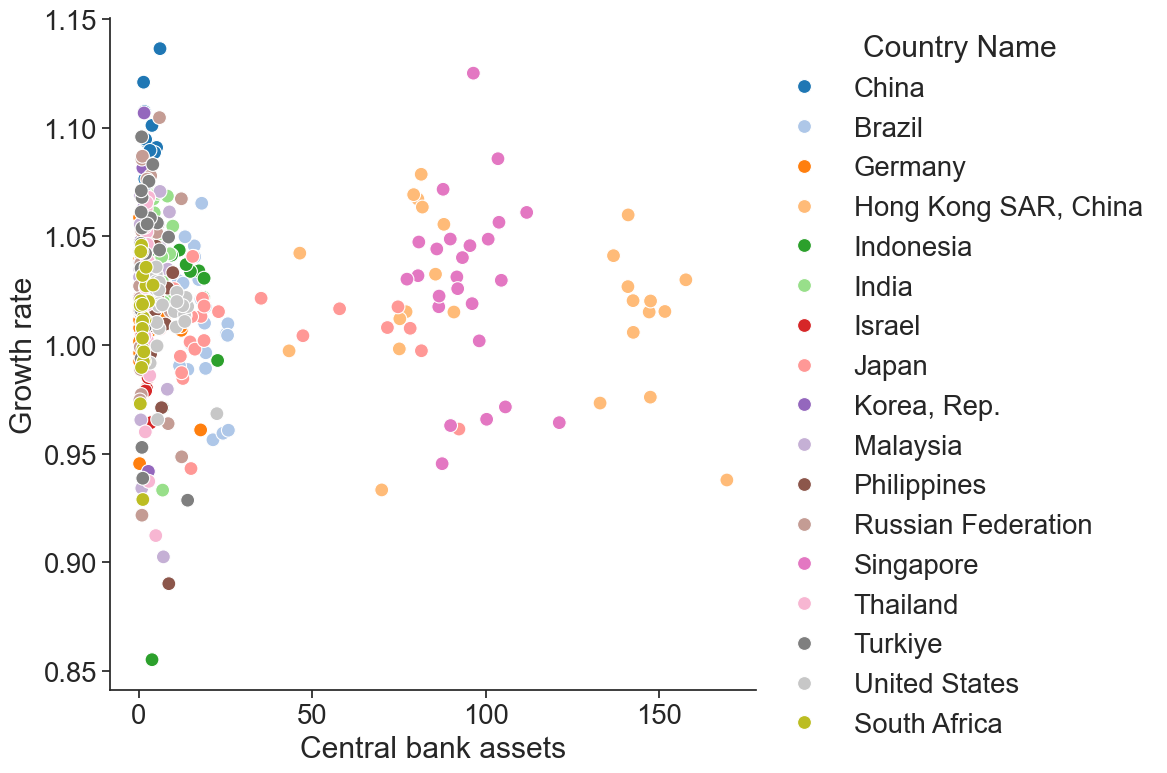 1.15
1.10
1.05
1.00
0.95
0.90
0.85
Growth rate
0
50
100
150
Central bank assets
Country Name
China
Brazil
Germany
Hong Kong SAR, China
Indonesia
India
Israel
Japan
Korea, Rep.
Malaysia
Philippines
Russian Federation
Singapore
Thailand
Turkiye
United States
South Africa